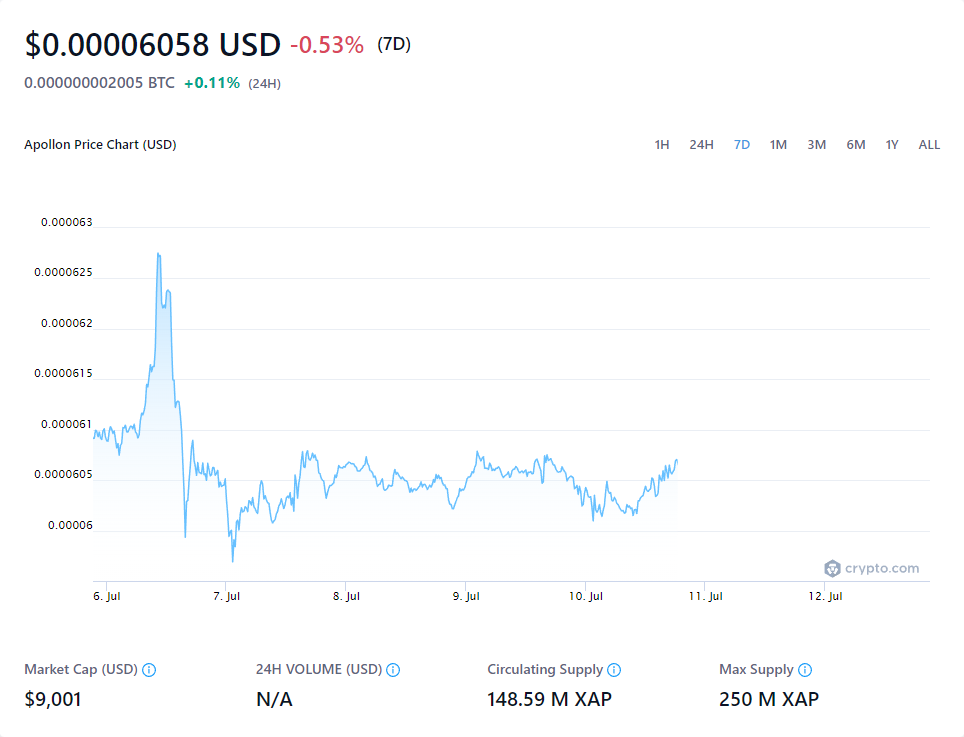 $0.00006058 USD -0.53% (7D)
0.000000002005 BTC +0.11% (24H)
Apollon Price Chart (USD) 1H 24H 7D 1M 3M 6M 1Y ALL
0.000063
0.0000625
0.000062
0.0000615
0.000061
0.0000605
0.00006
crypto.com
6. Jul 7. Jul 8. Jul 9. Jul 10. Jul 11. Jul 12. Jul
Market Cap (USD) 24H VOLUME (USD) Circulating Supply Max Supply
$9,001 N/A 148.59 M XAP 250 M XAP